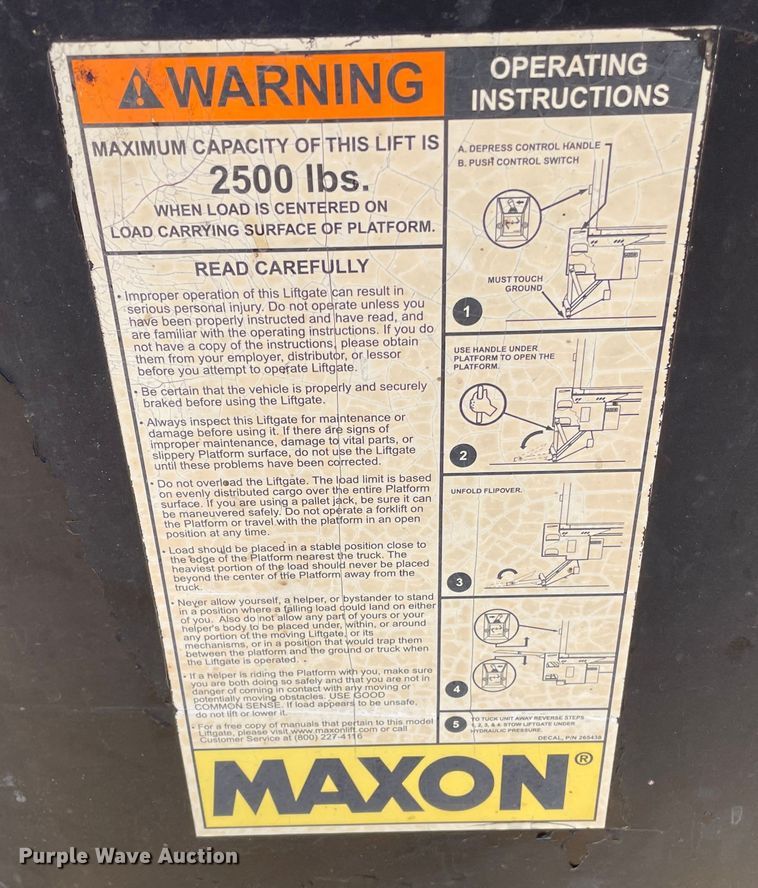 WARNING
MAXIMUM CAPACITY OF THIS LIFT IS
2500 lbs.
WHEN LOAD IS CENTERED ON
LOAD CARRYING SURFACE OF PLATFORM.
READ CAREFULLY
• Improper operation of this Liftgate can result in
serious personal injury. Do not operate unless you
have been properly instructed and have read, and
are familiar with the operating instructions. If you do
not have a copy of the instructions, please obtain
them from your employer, distributor, or lessor
before you attempt to operate Liftgate.
• Be certain that the vehicle is properly and securely
braked before using the Liftgate.
• Always inspect this Liftgate for maintenance or
damage before using it. If there are signs of
improper maintenance, damage to vital parts, or
slippery Platform surface, do not use the Liftgate
until these problems have been corrected.
• Do not overload the Liftgate. The load limit is based
on evenly distributed cargo over the entire Platform
surface. If you are using a pallet jack, be sure it can
be maneuvered safely. Do not operate a forklift on
the Platform or travel with the platform in an open
position at any time.
• Load should be placed in a stable position close to
the edge of the Platform nearest the truck. The
heaviest portion of the load should never be placed
beyond the center of the Platform away from the
truck.
• Never allow yourself, a helper, or bystander to stand
in a position where a falling load could land on either
of you. Also do not allow any part of yours or your
helper's body to be placed under, within, or around
any portion of the moving Liftgate, or its
mechanisms, or in a position that would trap them
between the platform and the ground or truck when
the Liftgate is operated.
• If a helper is riding the Platform with you, make sure
you are both doing so safely and that you are not in
danger of coming in contact with any moving or
potentially moving obstacles. USE GOOD
COMMON SENSE. If load appears to be unsafe,
do not lift or lower it.
• For a free copy of manuals that pertain to this model
Liftgate, please visit www.maxonlift.com or call
Customer Service at (800) 227-4116
OPERATING
INSTRUCTIONS
A. DEPRESS CONTROL HANDLE
B. PUSH CONTROL SWITCH
MUST TOUCH
GROUND
1
USE HANDLE UNDER
PLATFORM TO OPEN THE
PLATFORM.
2
UNFOLD FLIPOVER.
3
4
5
TO TUCK UNIT AWAY REVERSE STEPS
1, 2, 3, & 4. STOW LIFTGATE UNDER
HYDRAULIC PRESSURE.
DECAL, P/N 265438
MAXON®
Purple Wave Auction